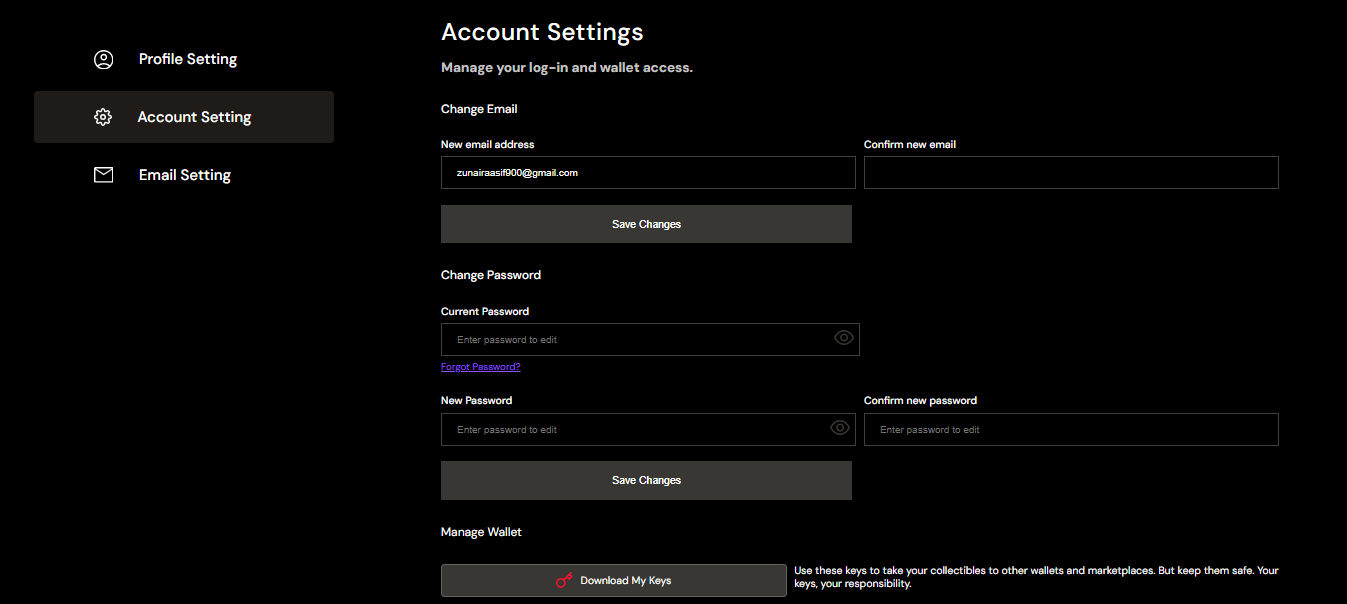 Profile Setting
Account Setting
Email Setting
Account Settings
Manage your log-in and wallet access.
Change Email
New email address
Confirm new email
zunairaasif900@gmail.com
Save Changes
Change Password
Current Password
Enter password to edit
Forgot Password?
New Password
Confirm new password
Enter password to edit
Enter password to edit
Save Changes
Manage Wallet
Download My Keys
Use these keys to take your collectibles to other wallets and marketplaces. But keep them safe. Your
keys, your responsibility.